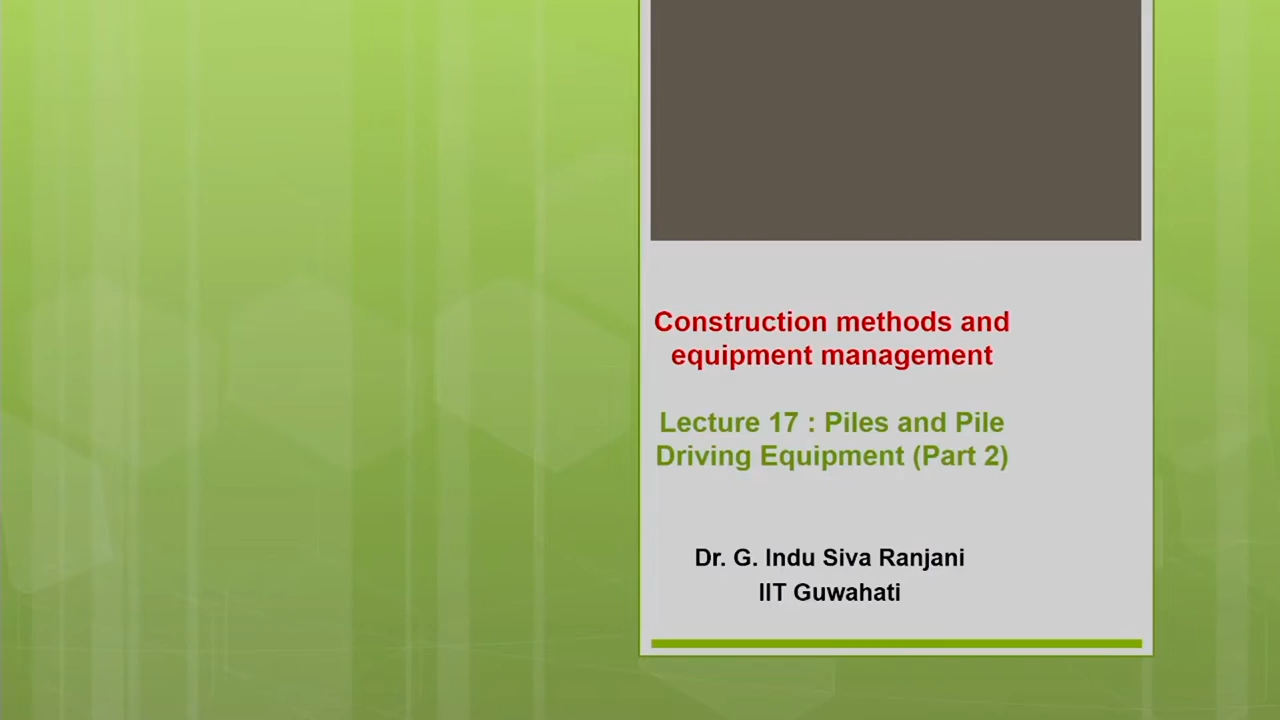 Construction methods and
equipment management
Lecture 17 : Piles and Pile
Driving Equipment (Part 2)
Dr. G. Indu Siva Ranjani
IIT Guwahati